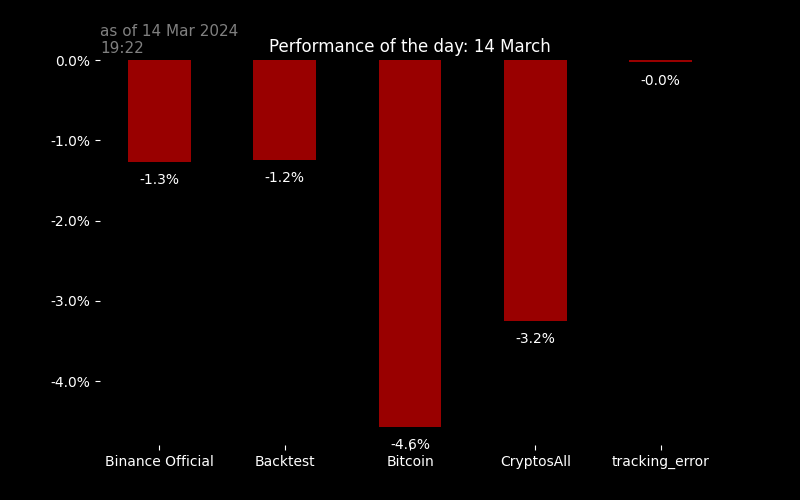 as of 14 Mar 2024
19:22
Performance of the day: 14 March
0.0%
-1.0%
-2.0%
-3.0%
-4.0%
-1.3%
-1.2%
-4.6%
-3.2%
-0.0%
Binance Official
Backtest
Bitcoin
CryptosAll
tracking_error